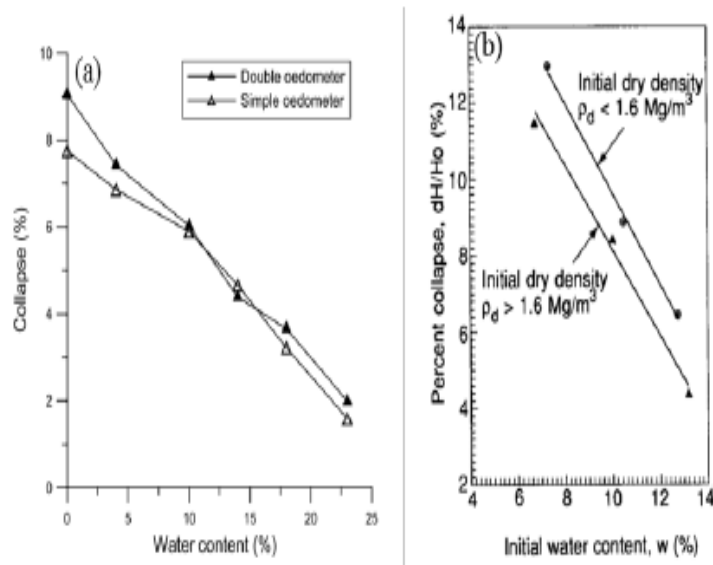 (a)
Double oedometer
Simple oedometer
10
8
6
4
2
0
Collapse (%)
0
5
10
15
20
25
Water content (%)
(b)
14
12
10
8
6
4
2
Percent collapse, dH/Ho (%)
Initial dry density
ρd < 1.6 Mg/m³
Initial dry density
ρd > 1.6 Mg/m³
4
6
8
10
12
14
Initial water content, w (%)